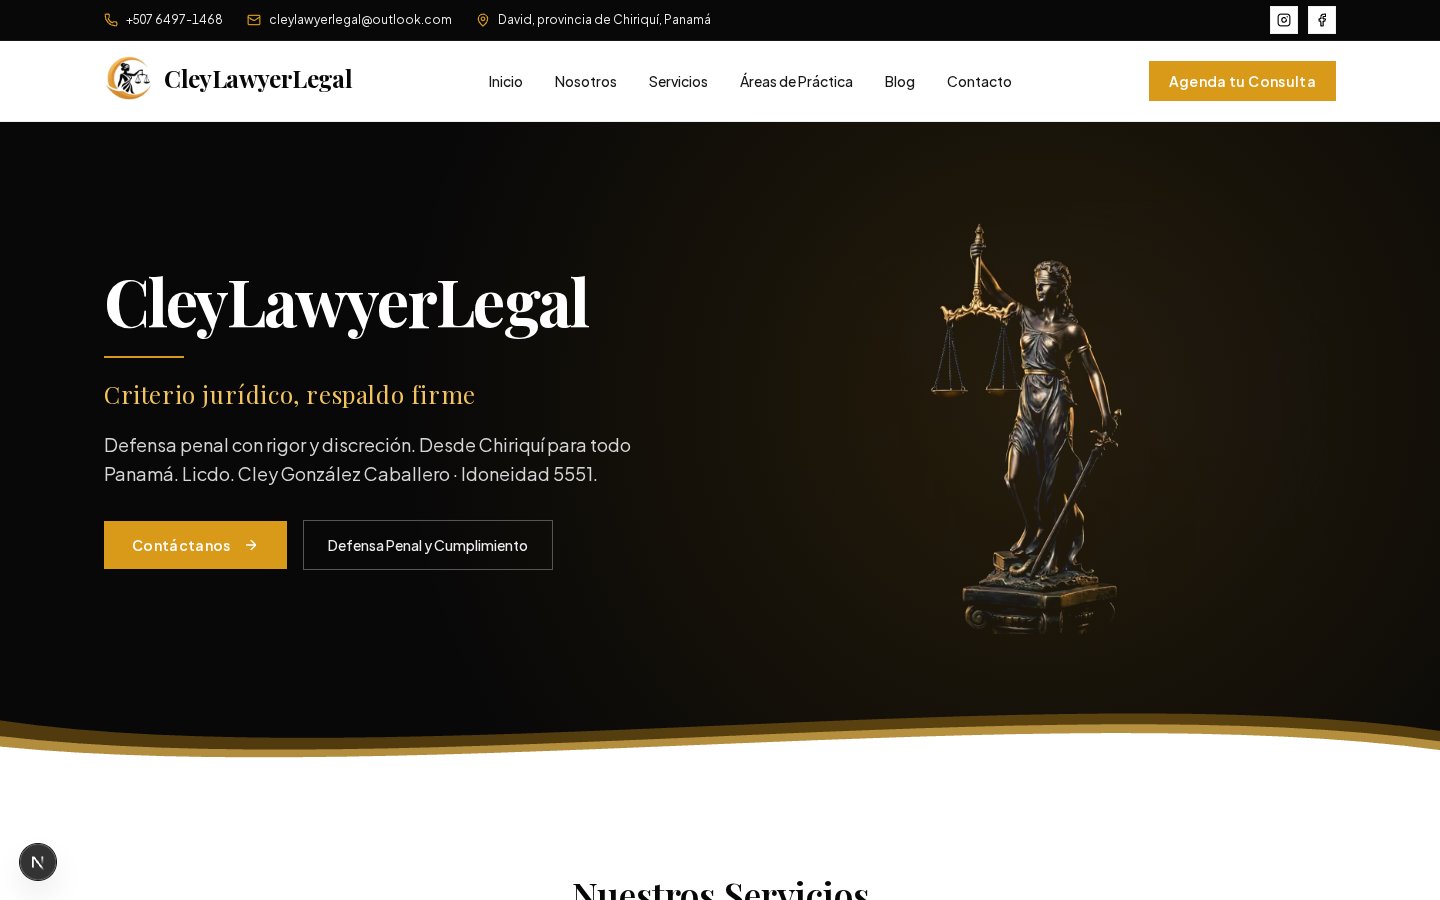 +507 6497-1468
cleylawyerlegal@outlook.com
David, provincia de Chiriquí, Panamá
CleyLawyerLegal
Inicio
Nosotros
Servicios
Áreas de Práctica
Blog
Contacto
Agenda tu Consulta
CleyLawyerLegal
Criterio jurídico, respaldo firme
Defensa penal con rigor y discreción. Desde Chiriquí para todo
Panamá. Licdo. Cley González Caballero · Idoneidad 5551.
Contáctanos
Defensa Penal y Cumplimiento
N
Nuestros Servicios